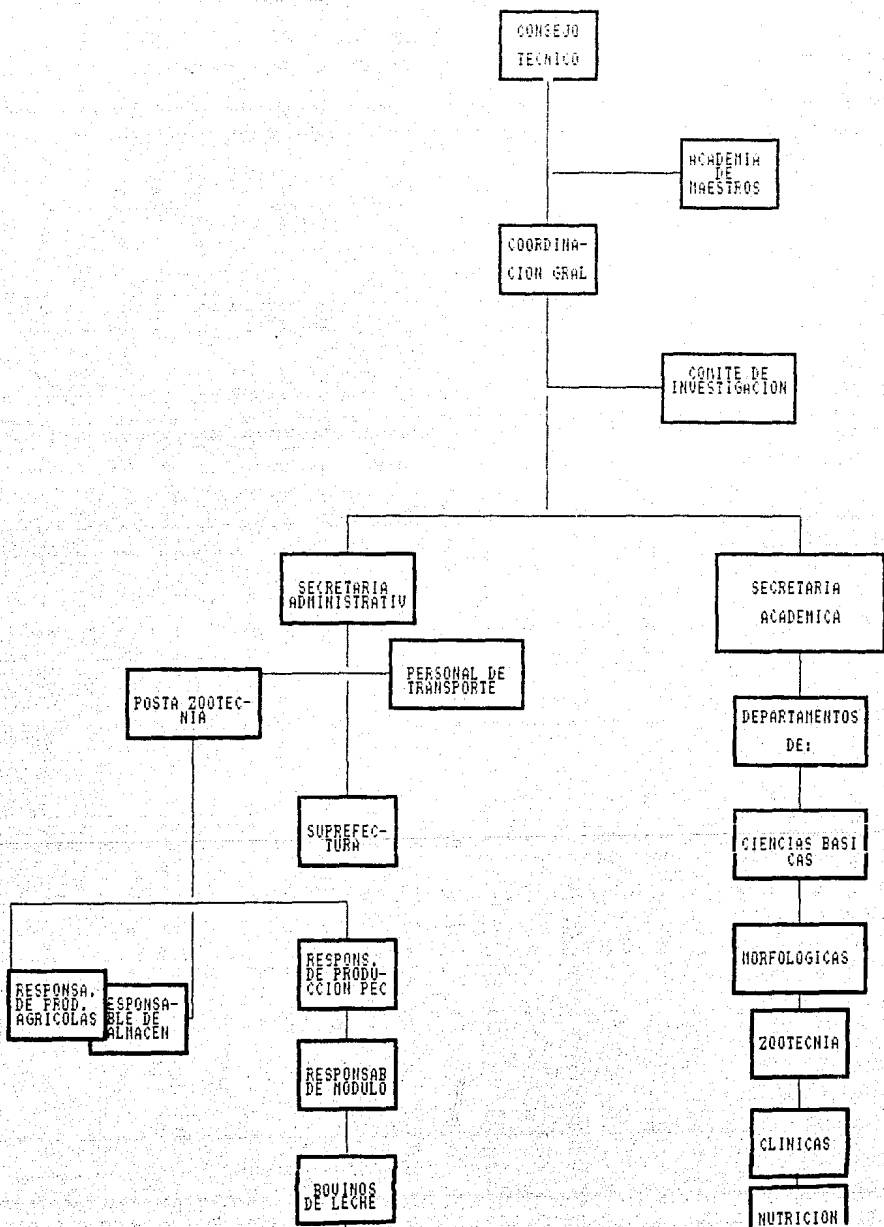 CONSEJO
TECNICO
ACADEMIA
DE
MAESTROS
COORDINA-
CION GRAL
COMITE DE
INVESTIGACION
SECRETARIA
ADMINISTRATIV
SECRETARIA
ACADEMICA
PERSONAL DE
TRANSPORTE
POSTA ZOOTEC-
NIA
DEPARTAMENTOS
DE:
SUPREFEC-
TURA
CIENCIAS BASI
CAS
RESPONS.
DE PRODU-
CCION PEC
MORFOLOGICAS
RESPONSA.
DE PROD.
AGRICOLAS
ESPONSA-
BLE DE
ALMACEN
ZOOTECNIA
RESPONSAB
DE MODULO
CLINICAS
BOVINOS
DE LECHE
NUTRICION